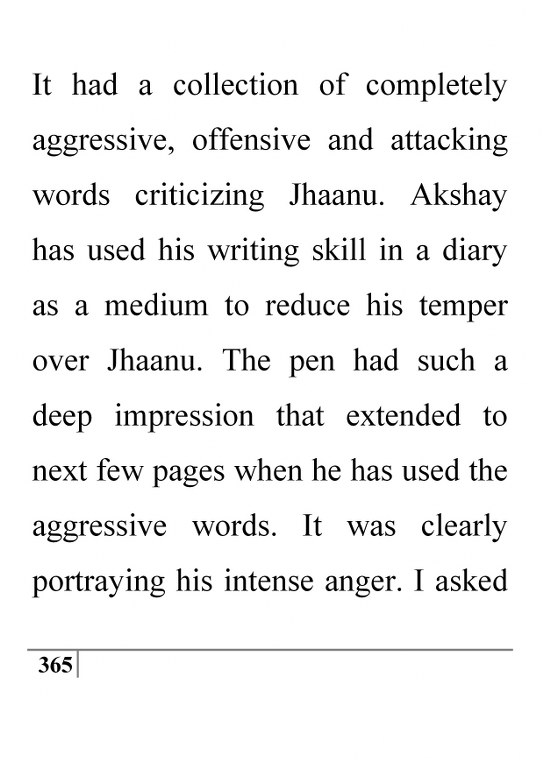 It had a collection of completely
aggressive, offensive and attacking
words criticizing Jhaanu. Akshay
has used his writing skill in a diary
as a medium to reduce his temper
over Jhaanu. The pen had such a
deep impression that extended to
next few pages when he has used the
aggressive words. It was clearly
portraying his intense anger. I asked
365